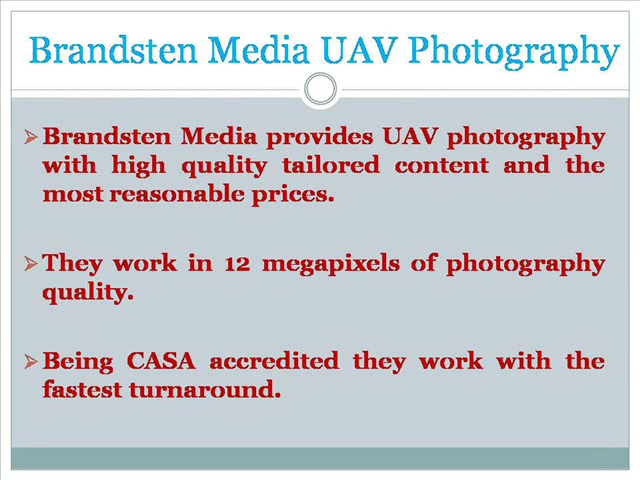 Brandsten Media UAV Photography
Brandsten Media provides UAV photography
with high quality tailored content and the
most reasonable prices.
They work in 12 megapixels of photography
quality.
Being CASA accredited they work with the
fastest turnaround.